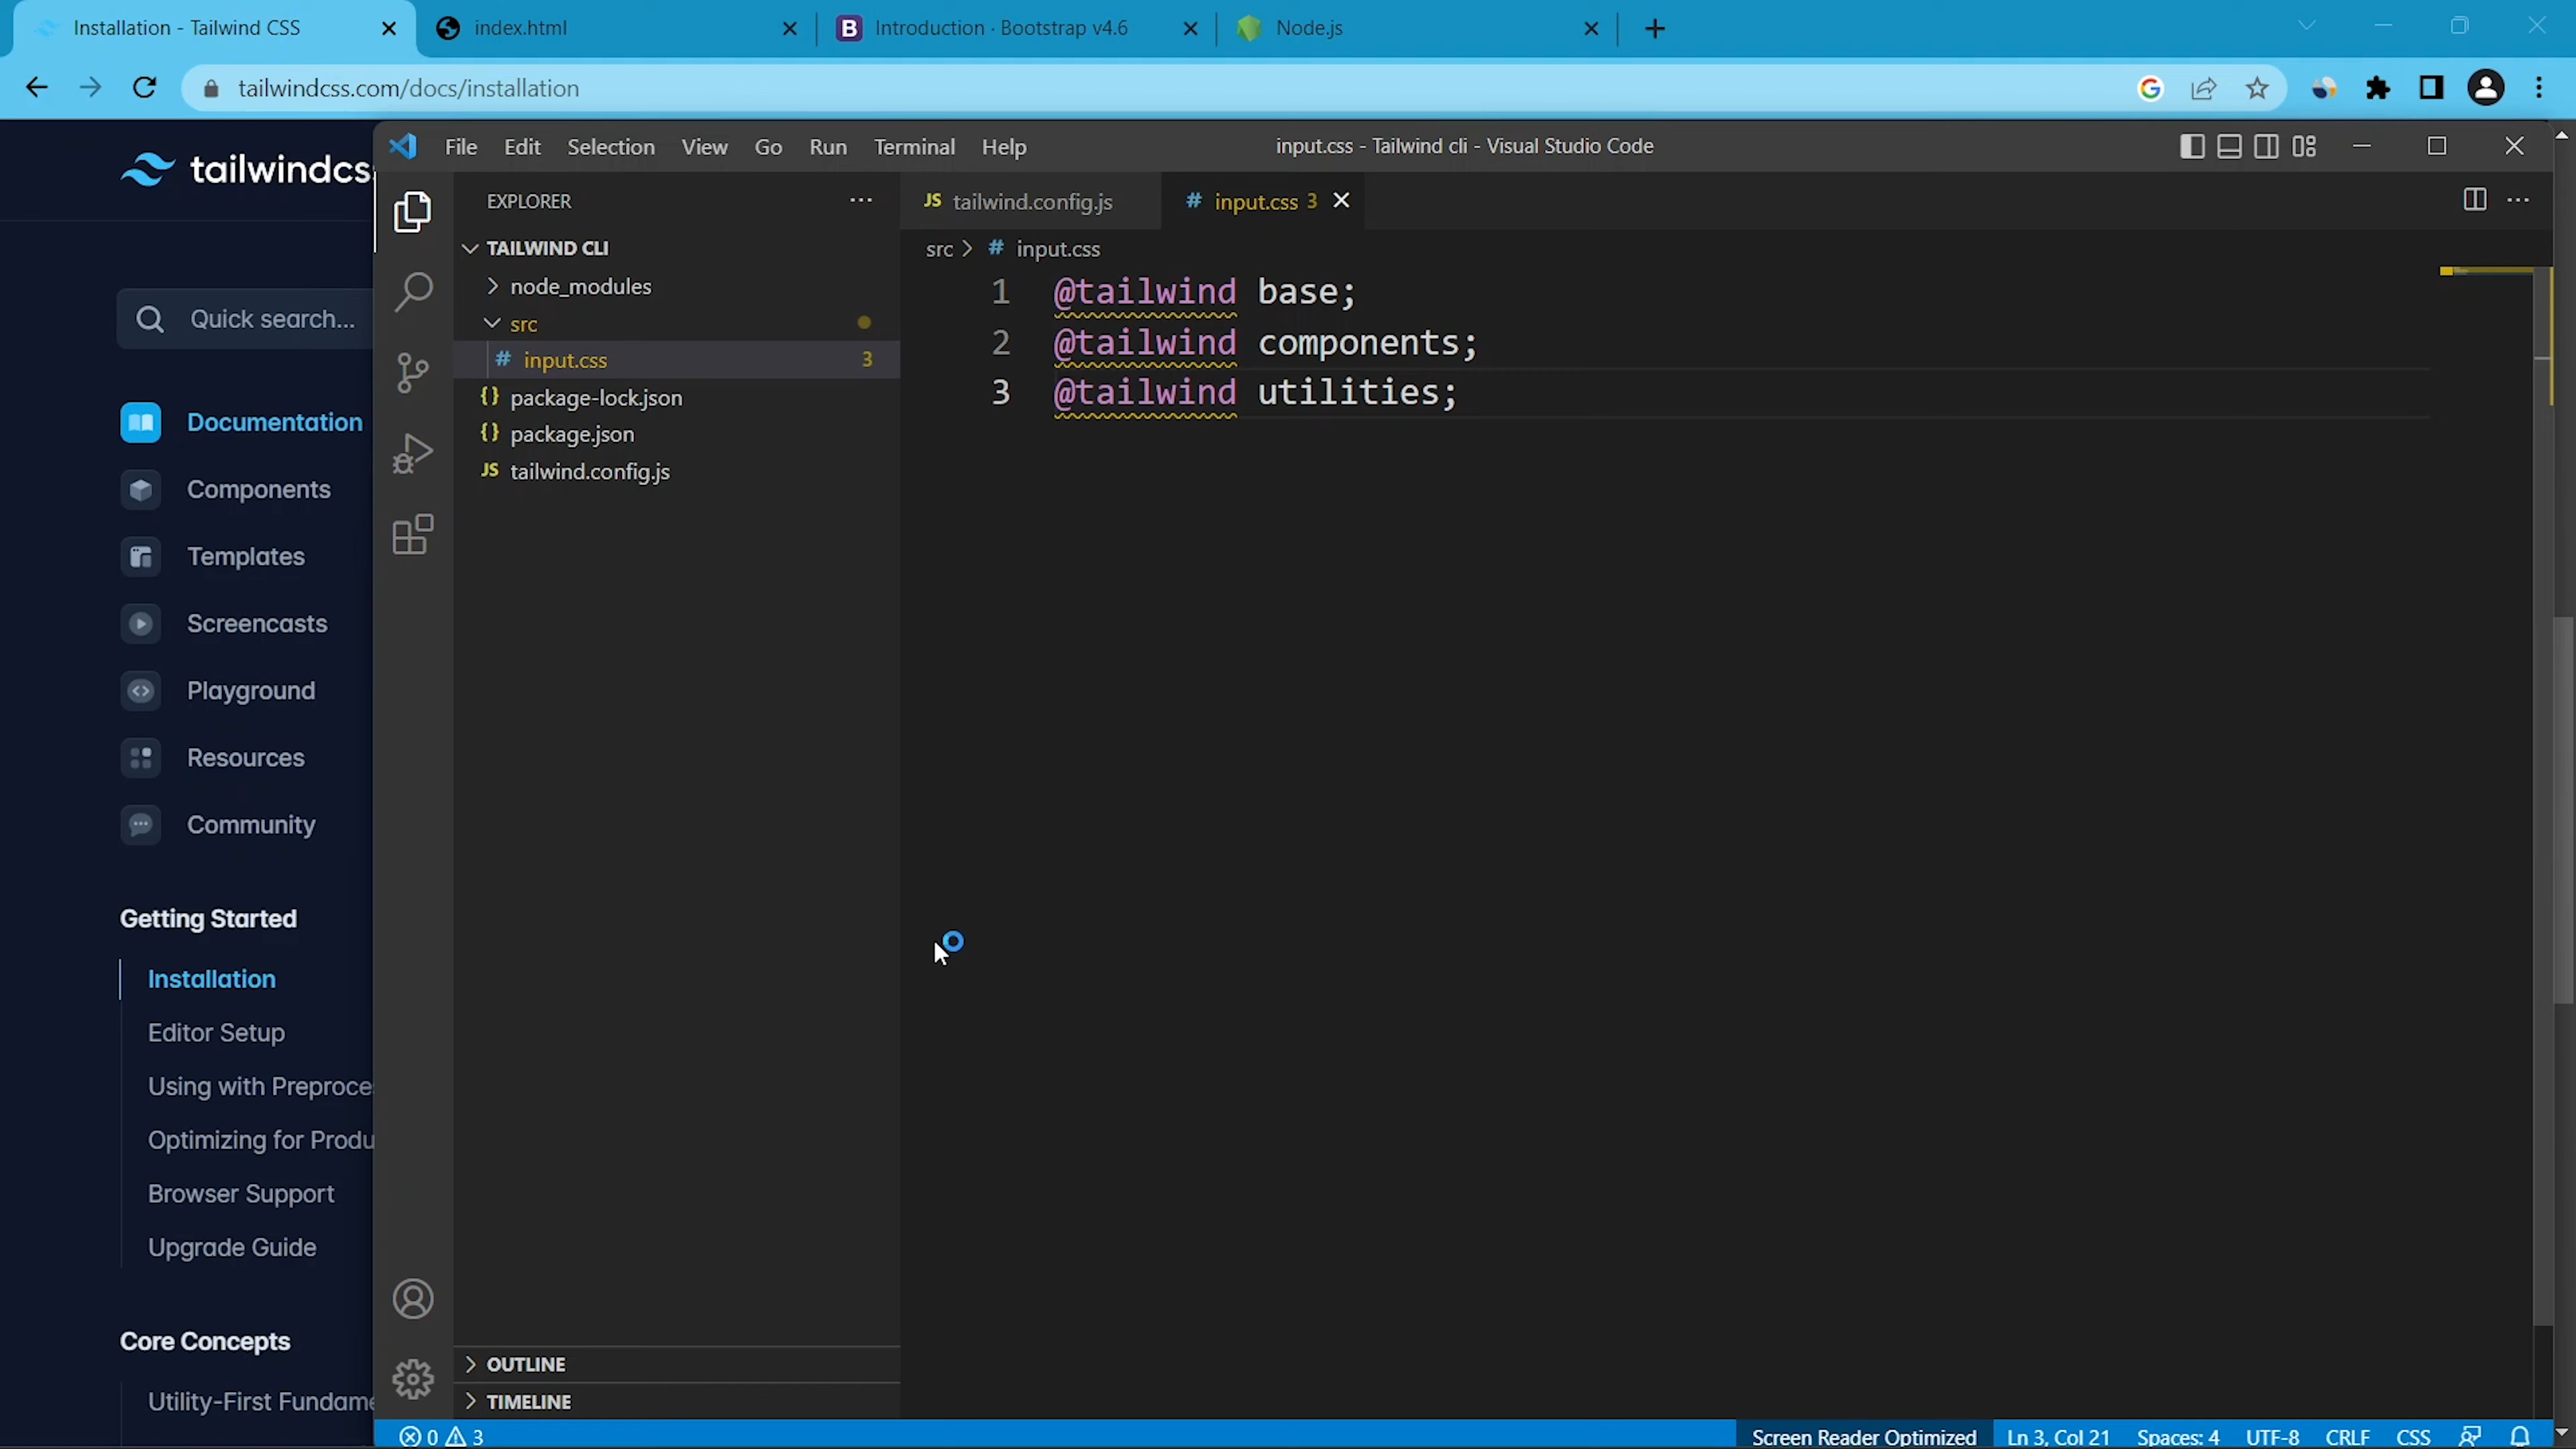 Installation - Tailwind CSS
index.html
Introduction · Bootstrap v4.6
Node.js
tailwindcss.com/docs/installation
tailwindcs
Quick search...
Documentation
Components
Templates
Screencasts
Playground
Resources
Community
Getting Started
Installation
Editor Setup
Using with Preproce
Optimizing for Produ
Browser Support
Upgrade Guide
Core Concepts
Utility-First Fundame
File Edit Selection View Go Run Terminal Help
input.css - Tailwind cli - Visual Studio Code
EXPLORER
TAILWIND CLI
node_modules
src
# input.css 3
{} package-lock.json
{} package.json
JS tailwind.config.js
OUTLINE
TIMELINE
JS tailwind.config.js
# input.css 3
src > # input.css
1 @tailwind base;
2 @tailwind components;
3 @tailwind utilities;
0 3
Screen Reader Optimized Ln 3, Col 21 Spaces: 4 UTF-8 CRLF CSS